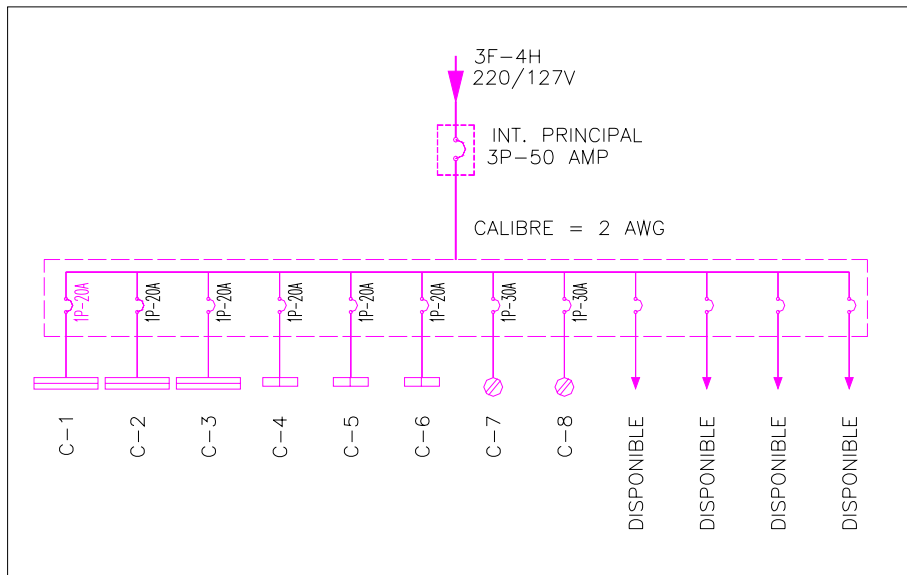 3F-4H
220/127V
INT. PRINCIPAL
3P-50 AMP
CALIBRE = 2 AWG
1P-20A
1P-20A
1P-20A
1P-20A
1P-20A
1P-20A
1P-30A
1P-30A
C-1
C-2
C-3
C-4
C-5
C-6
C-7
C-8
DISPONIBLE
DISPONIBLE
DISPONIBLE
DISPONIBLE